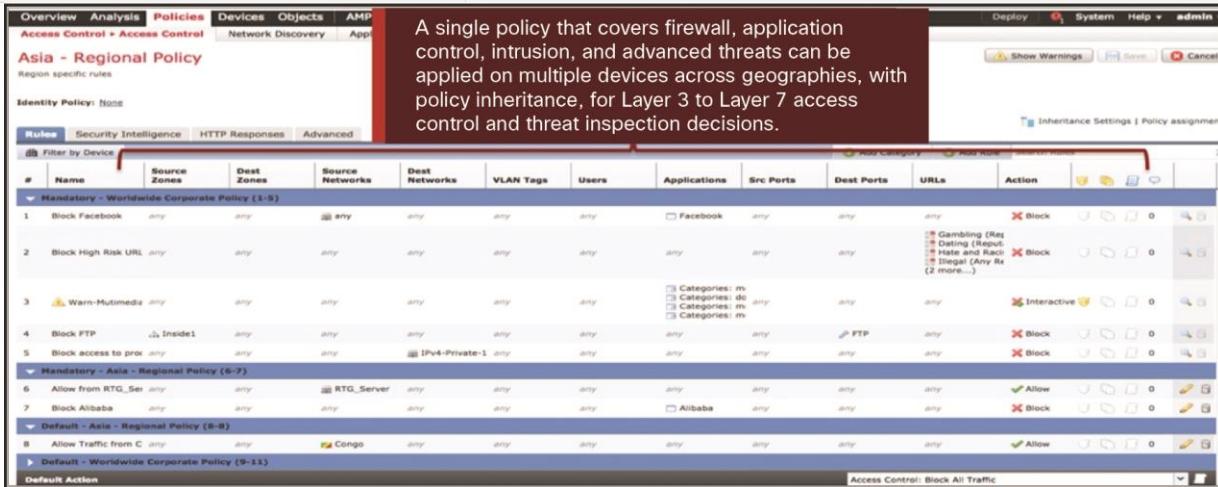 Overview Analysis Policies Devices Objects AMP Deploy System Help admin
Access Control ▸ Access Control Network Discovery Appl
A single policy that covers firewall, application
control, intrusion, and advanced threats can be
applied on multiple devices across geographies, with
policy inheritance, for Layer 3 to Layer 7 access
control and threat inspection decisions.
Asia - Regional Policy
Show Warnings Save Cancel
Region specific rules
Identity Policy: None
Inheritance Settings | Policy assignmen
Rules Security Intelligence HTTP Responses Advanced
Filter by Device Add Category Add Rule Search Rules
# Name Source Zones Dest Zones Source Networks Dest Networks VLAN Tags Users Applications Src Ports Dest Ports URLs Action
Mandatory - Worldwide Corporate Policy (1-5)
1 Block Facebook any any any any any any Facebook any any any Block 0
2 Block High Risk URL any any any any any any any any any Gambling (Rep Dating (Reput Hate and Racis Illegal (Any Re (2 more...) Block 0
3 Warn-Mutimedia any any any any any any Categories: m Categories: do Categories: m Categories: m any any any Interactive 0
4 Block FTP Inside1 any any any any any any any FTP any Block 0
5 Block access to prox any any any IPv4-Private-1 any any any any any any Block 0
Mandatory - Asia - Regional Policy (6-7)
6 Allow from RTG_Ser any any RTG_Server any any any any any any any Allow 0
7 Block Alibaba any any any any any any Alibaba any any any Block 0
Default - Asia - Regional Policy (8-8)
8 Allow Traffic from C any any Congo any any any any any any any Allow 0
Default - Worldwide Corporate Policy (9-11)
Default Action Access Control: Block All Traffic